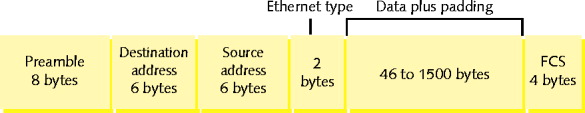 Ethernet type
Data plus padding
Preamble
8 bytes
Destination
address
6 bytes
Source
address
6 bytes
2
bytes
46 to 1500 bytes
FCS
4 bytes